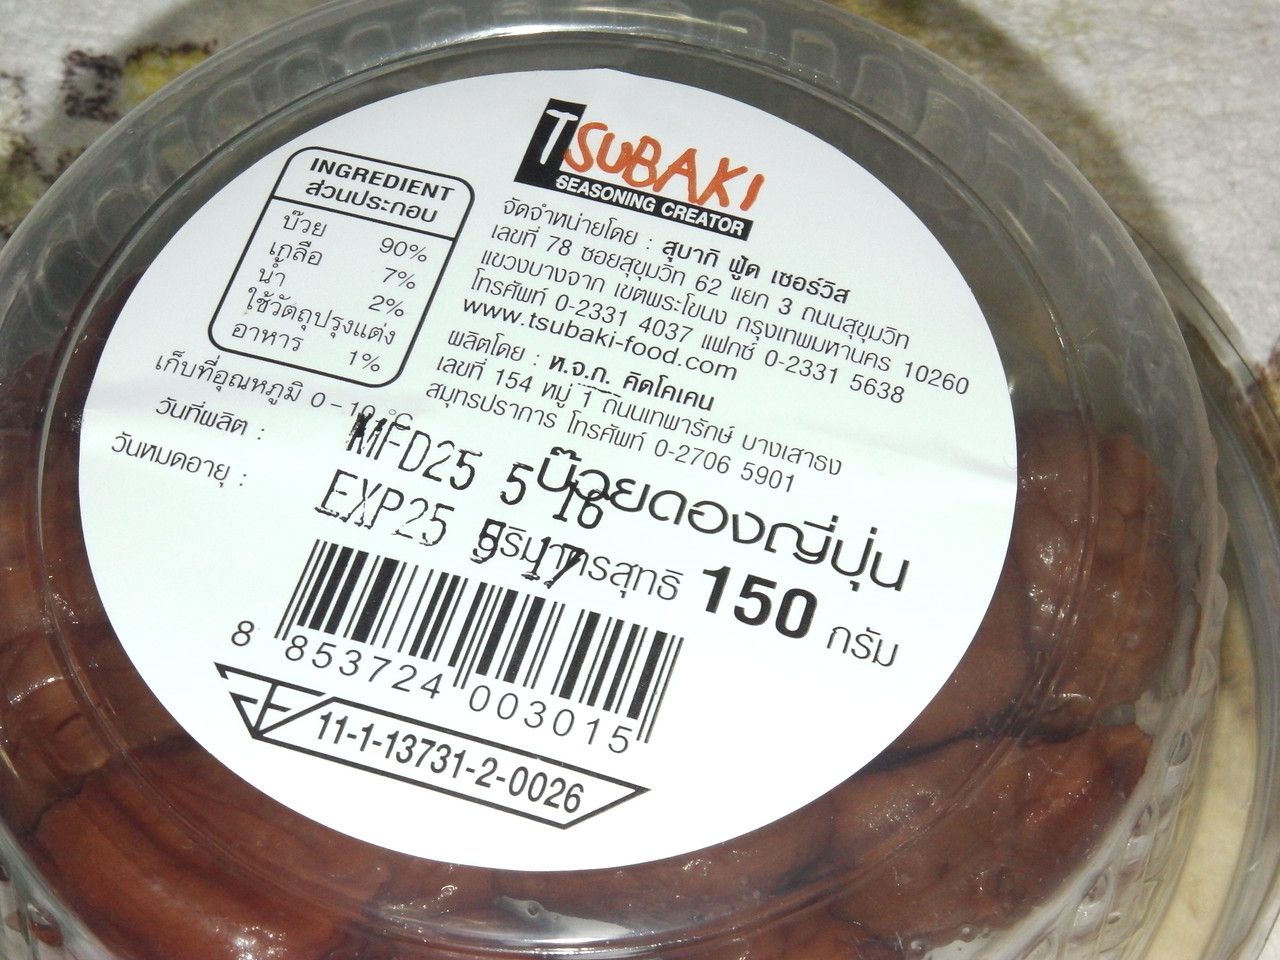 TSUBAKI
SEASONING CREATOR
INGREDIENT
ส่วนประกอบ
บ๊วย 90%
เกลือ 7%
น้ำ 2%
ใช้วัตถุปรุงแต่ง
อาหาร 1%
เก็บที่อุณหภูมิ 0 - 10 °C
วันที่ผลิต :
วันหมดอายุ :
จัดจำหน่ายโดย : สุบากิ ฟู้ด เซอร์วิส
เลขที่ 78 ซอยสุขุมวิท 62 แยก 3 ถนนสุขุมวิท
แขวงบางจาก เขตพระโขนง กรุงเทพมหานคร 10260
โทรศัพท์ 0-2331 4037 แฟกซ์ 0-2331 5638
www.tsubaki-food.com
ผลิตโดย : ห.จ.ก. คิดโคเคน
เลขที่ 154 หมู่ 1 ถนนเทพารักษ์ บางเสาธง
สมุทรปราการ โทรศัพท์ 0-2706 5901
MFD25 5 16
EXP25 5 17
บ๊วยดองญี่ปุ่น
ปริมาตรสุทธิ 150 กรัม
8 853724 003015
11-1-13731-2-0026